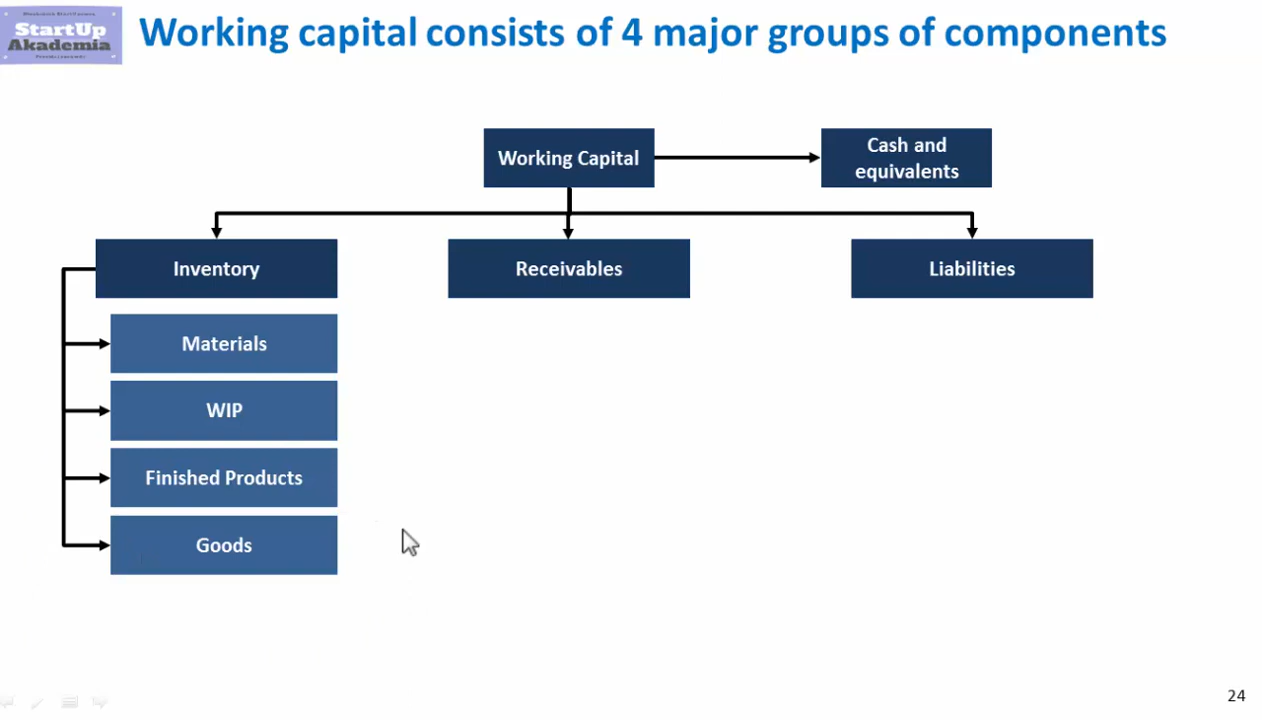 StartUp
Akademia
Working capital consists of 4 major groups of components
Working Capital
Cash and
equivalents
Inventory
Receivables
Liabilities
Materials
WIP
Finished Products
Goods
24